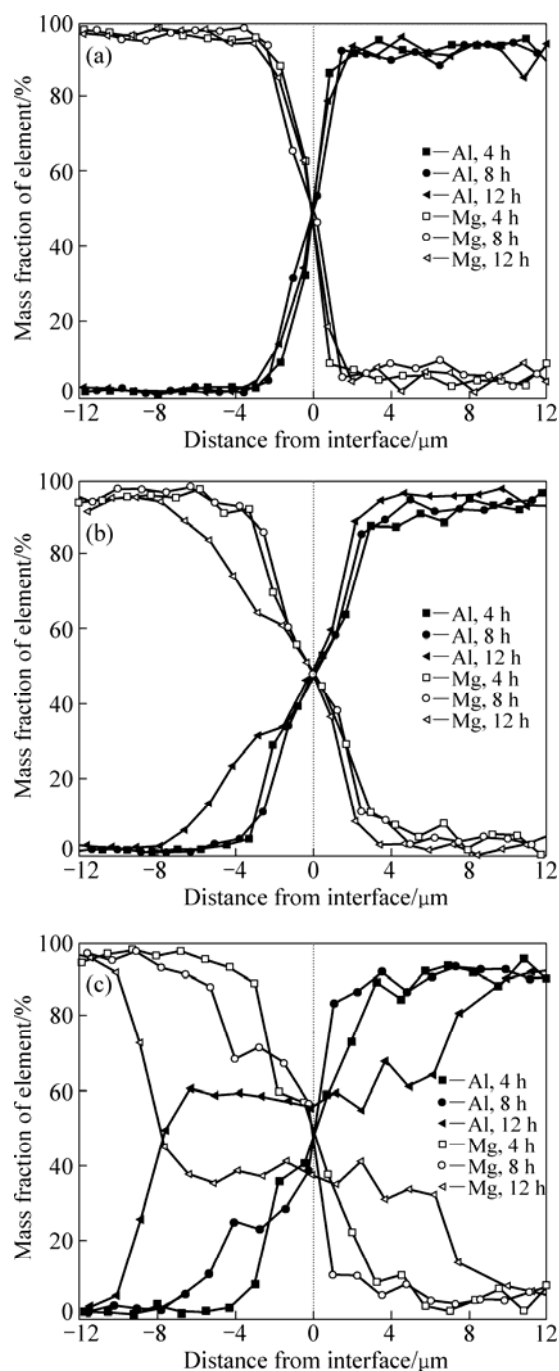 (a)
Mass fraction of element/%
100
80
60
40
20
0
■ Al, 4 h
● Al, 8 h
◀ Al, 12 h
□ Mg, 4 h
○ Mg, 8 h
◁ Mg, 12 h
−12 −8 −4 0 4 8 12
Distance from interface/μm
(b)
Mass fraction of element/%
100
80
60
40
20
0
■ Al, 4 h
● Al, 8 h
◀ Al, 12 h
□ Mg, 4 h
○ Mg, 8 h
◁ Mg, 12 h
−12 −8 −4 0 4 8 12
Distance from interface/μm
(c)
Mass fraction of element/%
100
80
60
40
20
0
■ Al, 4 h
● Al, 8 h
◀ Al, 12 h
□ Mg, 4 h
○ Mg, 8 h
◁ Mg, 12 h
−12 −8 −4 0 4 8 12
Distance from interface/μm